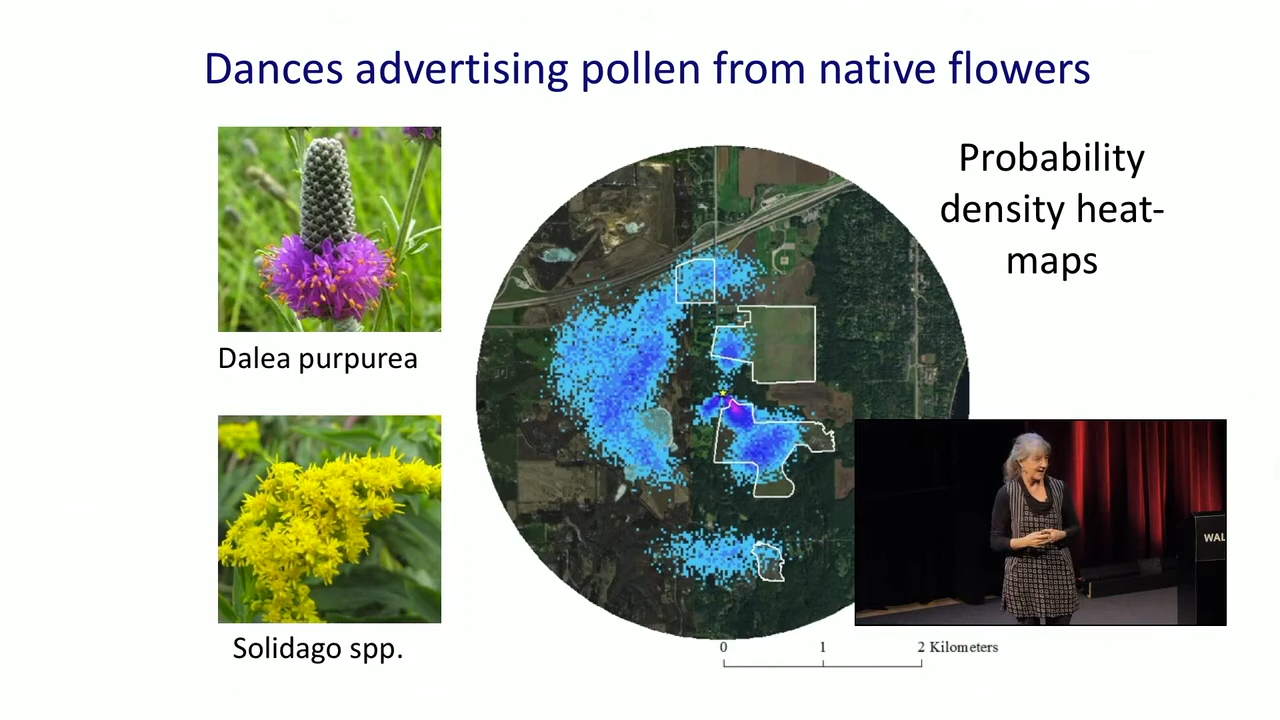 Dances advertising pollen from native flowers
Probability
density heat-
maps
Dalea purpurea
Solidago spp.
0 1 2 Kilometers
WAL